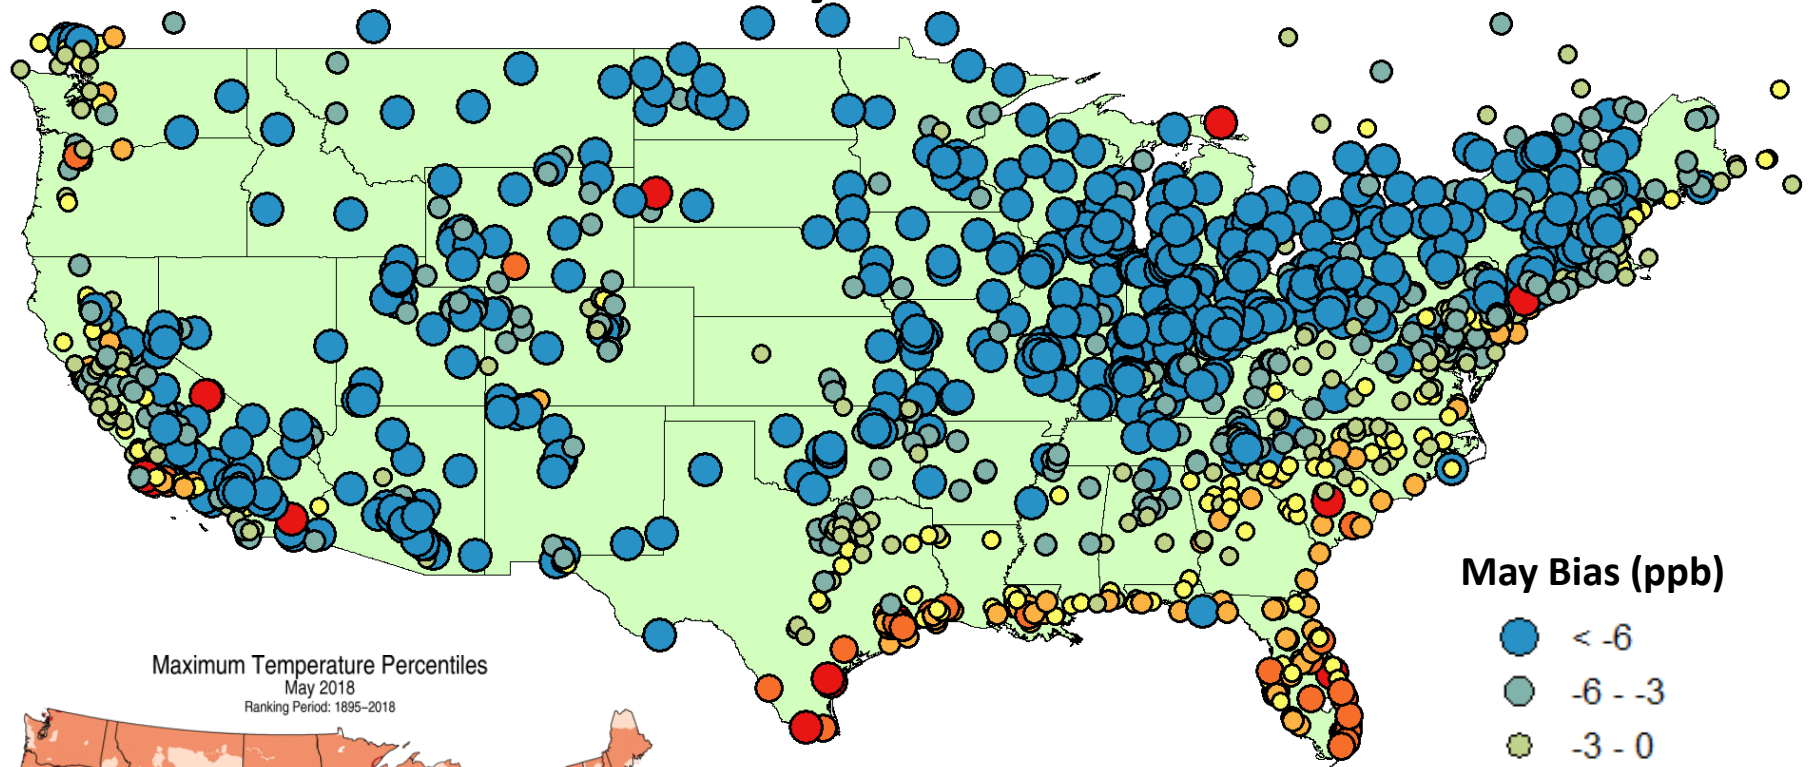 May Bias (ppb)
< -6
-6 - -3
-3 - 0
Maximum Temperature Percentiles
May 2018
Ranking Period: 1895–2018